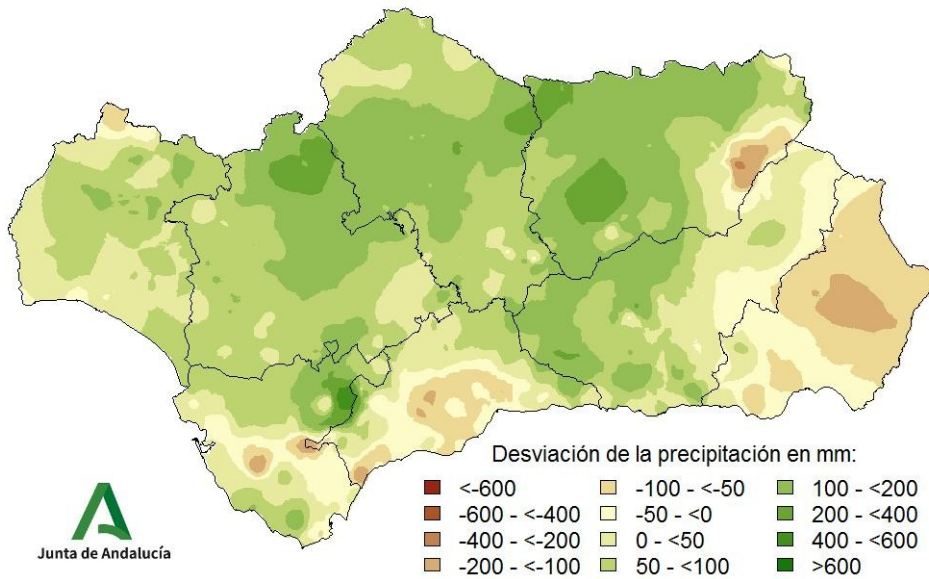 Desviación de la precipitación en mm:
<-600
-600 - <-400
-400 - <-200
-200 - <-100
-100 - <-50
-50 - <0
0 - <50
50 - <100
100 - <200
200 - <400
400 - <600
>600
Junta de Andalucía